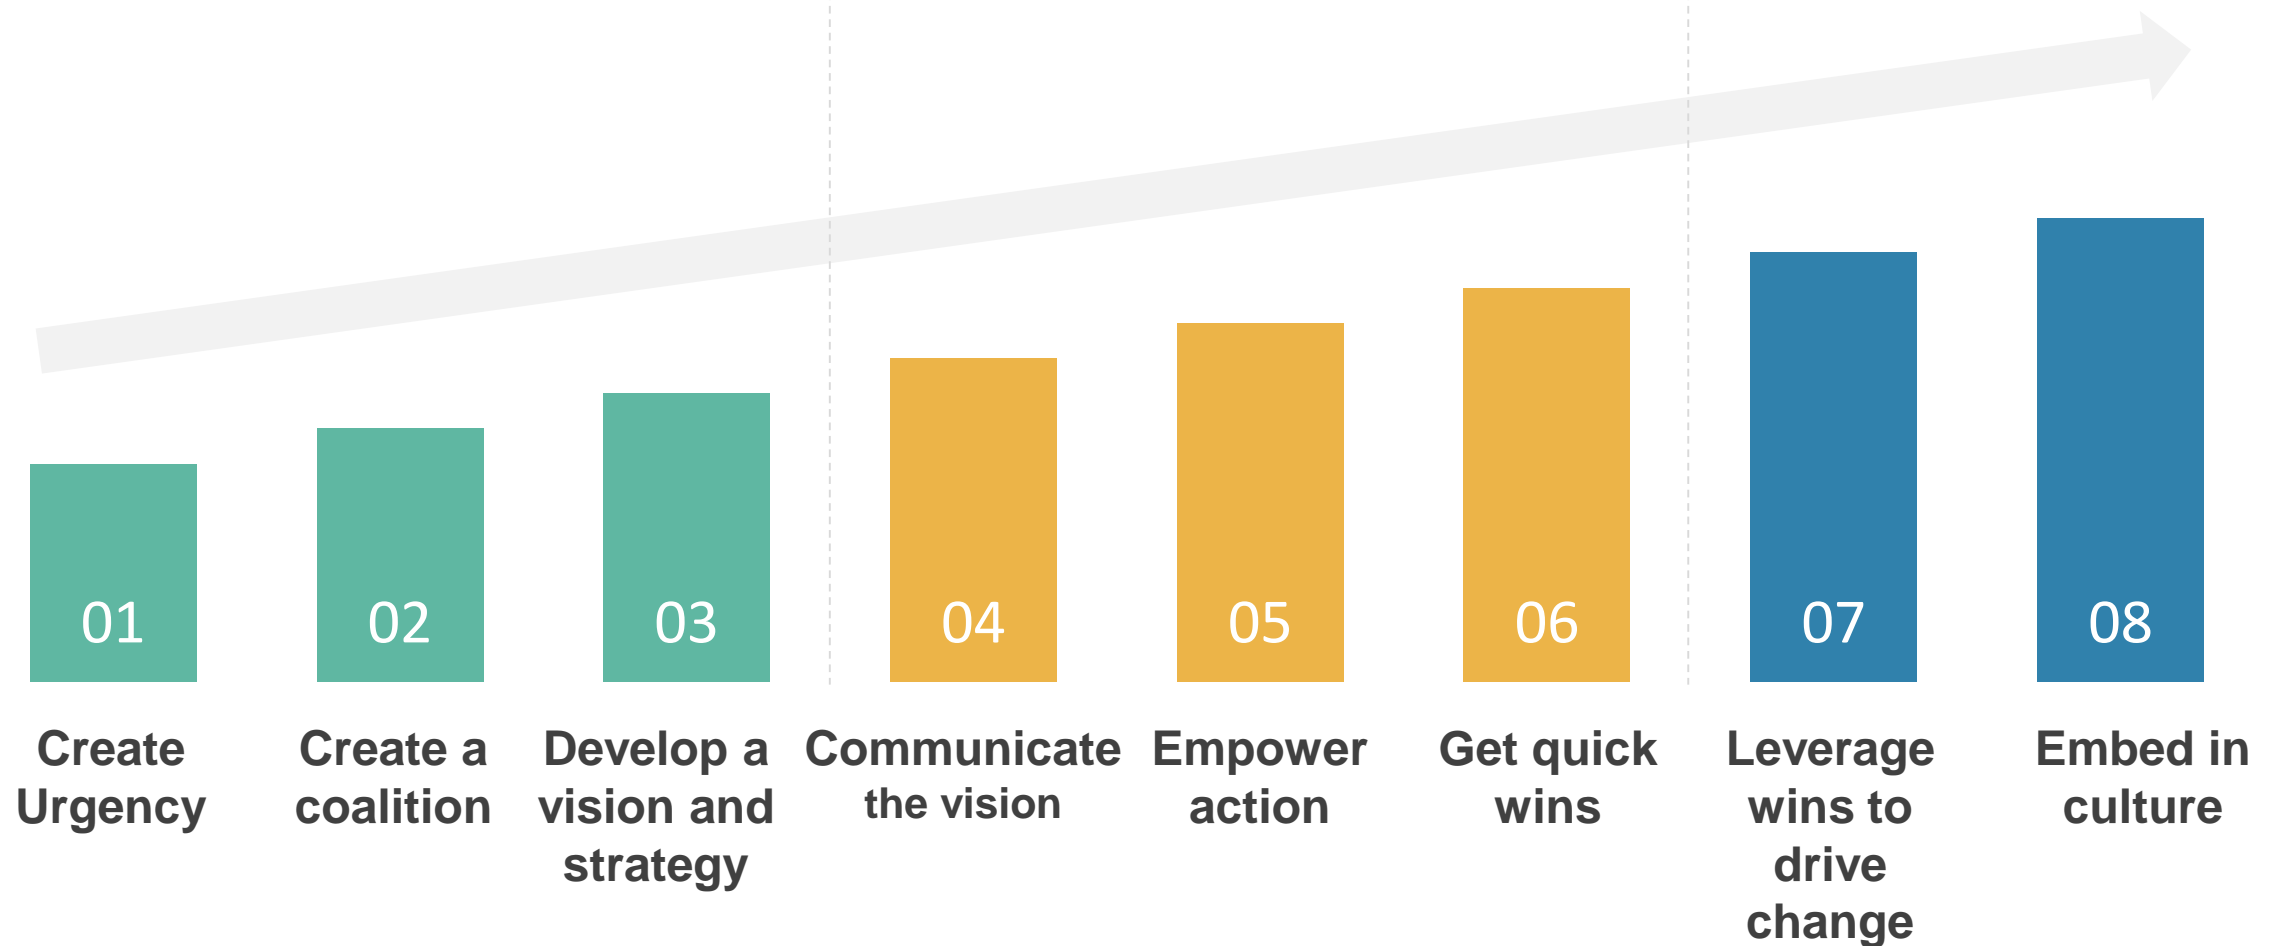 01
02
03
04
05
06
07
08
Create
Urgency
Create a
coalition
Develop a
vision and
strategy
Communicate
the vision
Empower
action
Get quick
wins
Leverage
wins to
drive
change
Embed in
culture